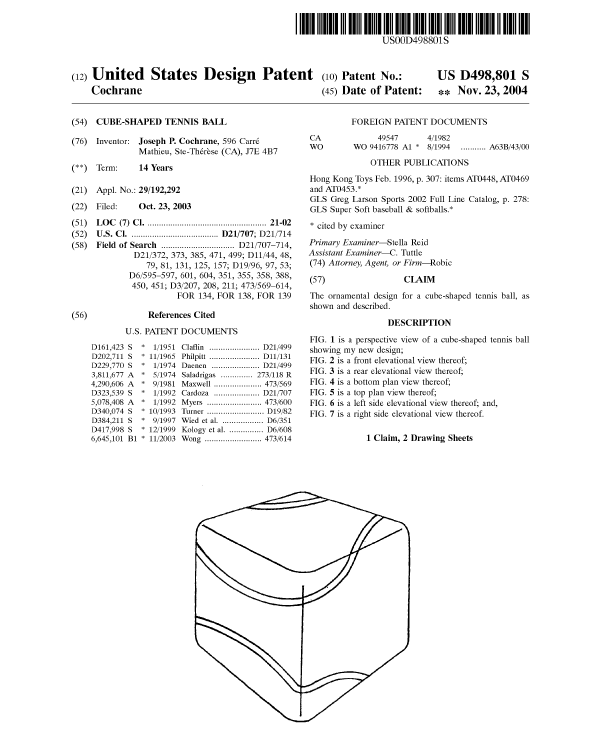 US00D498801S
(12) United States Design Patent (10) Patent No.: US D498,801 S
Cochrane (45) Date of Patent: ** Nov. 23, 2004
(54) CUBE-SHAPED TENNIS BALL
(76) Inventor: Joseph P. Cochrane, 596 Carré
Mathieu, Ste-Thérèse (CA), J7E 4B7
(**) Term: 14 Years
(21) Appl. No.: 29/192,292
(22) Filed: Oct. 23, 2003
(51) LOC (7) Cl. ................................................ 21-02
(52) U.S. Cl. ................................ D21/707; D21/714
(58) Field of Search ........................... D21/707–714,
D21/372, 373, 385, 471, 499; D11/44, 48,
79, 81, 131, 125, 157; D19/96, 97, 53;
D6/595–597, 601, 604, 351, 355, 358, 388,
450, 451; D3/207, 208, 211; 473/569–614,
FOR 134, FOR 138, FOR 139
(56) References Cited
U.S. PATENT DOCUMENTS
D161,423 S * 1/1951 Claflin ..................... D21/499
D202,711 S * 11/1965 Philpitt ..................... D11/131
D229,770 S * 1/1974 Daenen ..................... D21/499
3,811,677 A * 5/1974 Saladrigas ............. 273/118 R
4,290,606 A * 9/1981 Maxwell ................... 473/569
D323,539 S * 1/1992 Cardoza ................... D21/707
5,078,408 A * 1/1992 Myers ....................... 473/600
D340,074 S * 10/1993 Turner ....................... D19/82
D384,211 S * 9/1997 Wied et al. ................ D6/351
D417,998 S * 12/1999 Kology et al. .............. D6/608
6,645,101 B1 * 11/2003 Wong ......................... 473/614
FOREIGN PATENT DOCUMENTS
CA 49547 4/1982
WO WO 9416778 A1 * 8/1994 ........... A63B/43/00
OTHER PUBLICATIONS
Hong Kong Toys Feb. 1996, p. 307: items AT0448, AT0469
and AT0453.*
GLS Greg Larson Sports 2002 Full Line Catalog, p. 278:
GLS Super Soft baseball & softballs.*
* cited by examiner
Primary Examiner—Stella Reid
Assistant Examiner—C. Tuttle
(74) Attorney, Agent, or Firm—Robic
(57) CLAIM
The ornamental design for a cube-shaped tennis ball, as
shown and described.
DESCRIPTION
FIG. 1 is a perspective view of a cube-shaped tennis ball
showing my new design;
FIG. 2 is a front elevational view thereof;
FIG. 3 is a rear elevational view thereof;
FIG. 4 is a bottom plan view thereof;
FIG. 5 is a top plan view thereof;
FIG. 6 is a left side elevational view thereof; and,
FIG. 7 is a right side elevational view thereof.
1 Claim, 2 Drawing Sheets